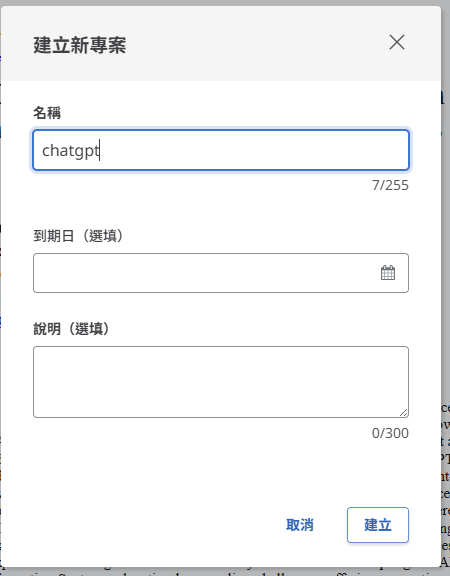 建立新專案
名稱
chatgpt
7/255
到期日（選填）
說明（選填）
0/300
取消
建立